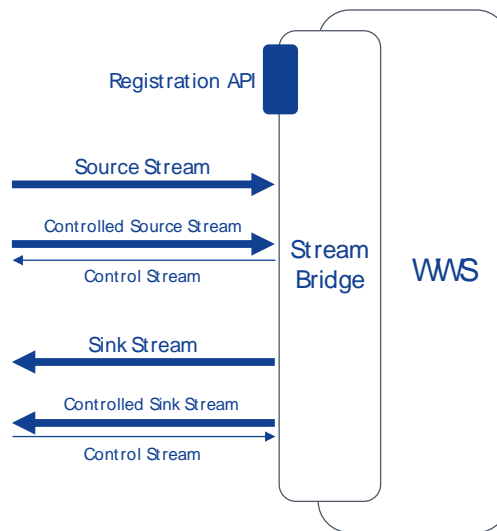 Registration API
Source Stream
Controlled Source Stream
Control Stream
Stream
Bridge
WWS
Sink Stream
Controlled Sink Stream
Control Stream